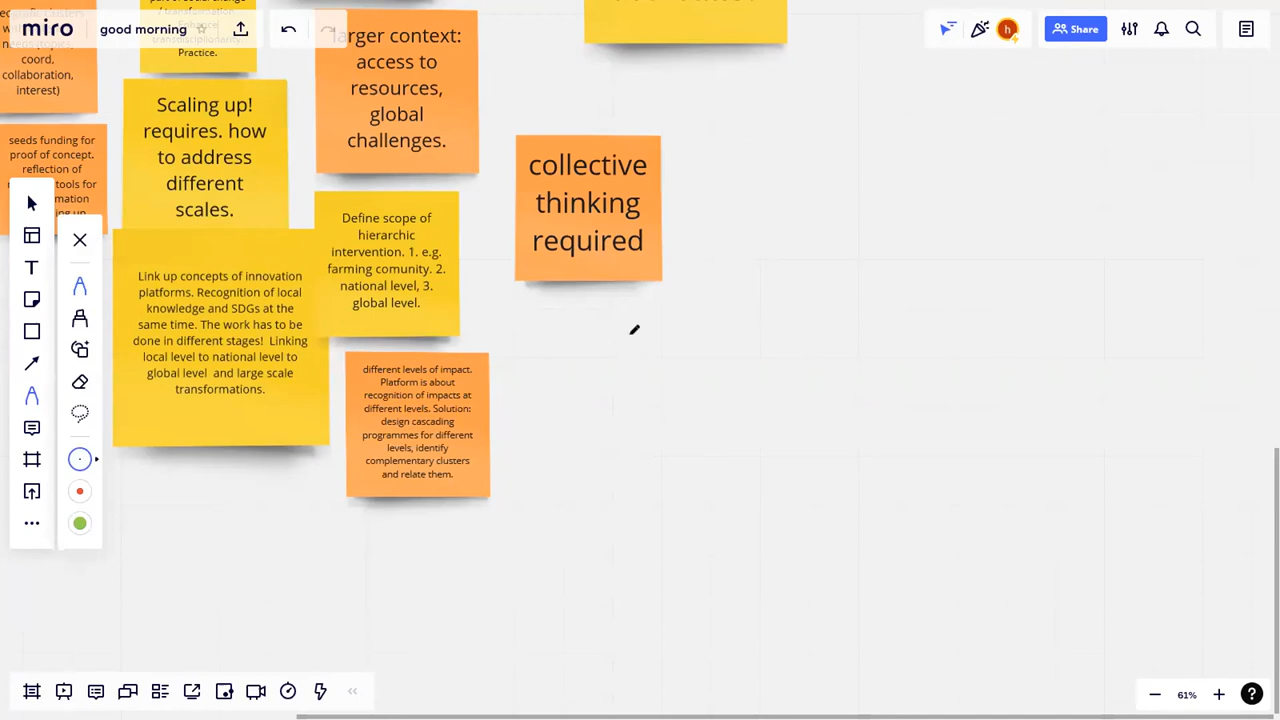 miro
good morning
Share
coord,
collaboration,
interest)
Practice.
larger context:
access to
resources,
global
challenges.
Scaling up!
requires. how
to address
different
scales.
seeds funding for
proof of concept.
reflection of
tools for
collective
thinking
required
Define scope of
hierarchic
intervention. 1. e.g.
farming comunity. 2.
national level, 3.
global level.
Link up concepts of innovation
platforms. Recognition of local
knowledge and SDGs at the
same time. The work has to be
done in different stages! Linking
local level to national level to
global level and large scale
transformations.
different levels of impact.
Platform is about
recognition of impacts at
different levels. Solution:
design cascading
programmes for different
levels, identify
complementary clusters
and relate them.
61%